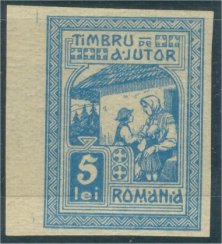 TIMBRU DE
AJUTOR
5
lei
ROMANIA